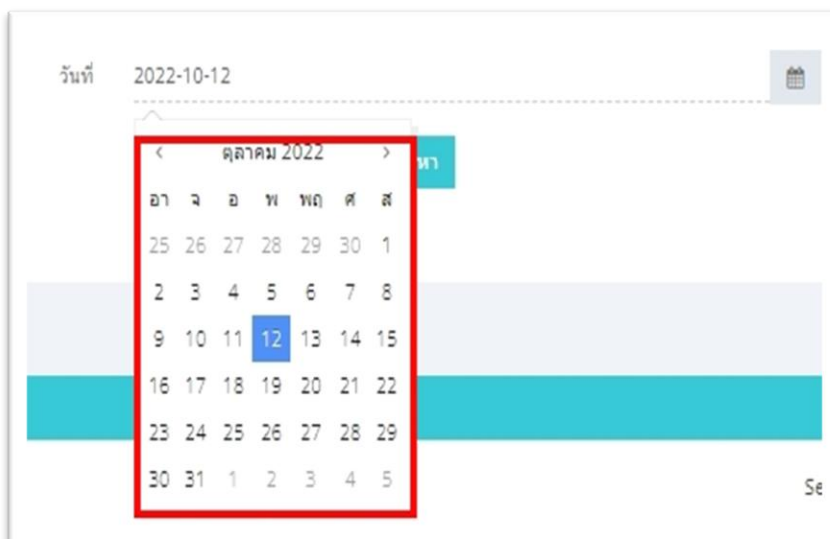 วันที่ 2022-10-12
< ตุลาคม 2022 >
หา
อา จ อ พ พฤ ศ ส
25 26 27 28 29 30 1
2 3 4 5 6 7 8
9 10 11 12 13 14 15
16 17 18 19 20 21 22
23 24 25 26 27 28 29
30 31 1 2 3 4 5
Se